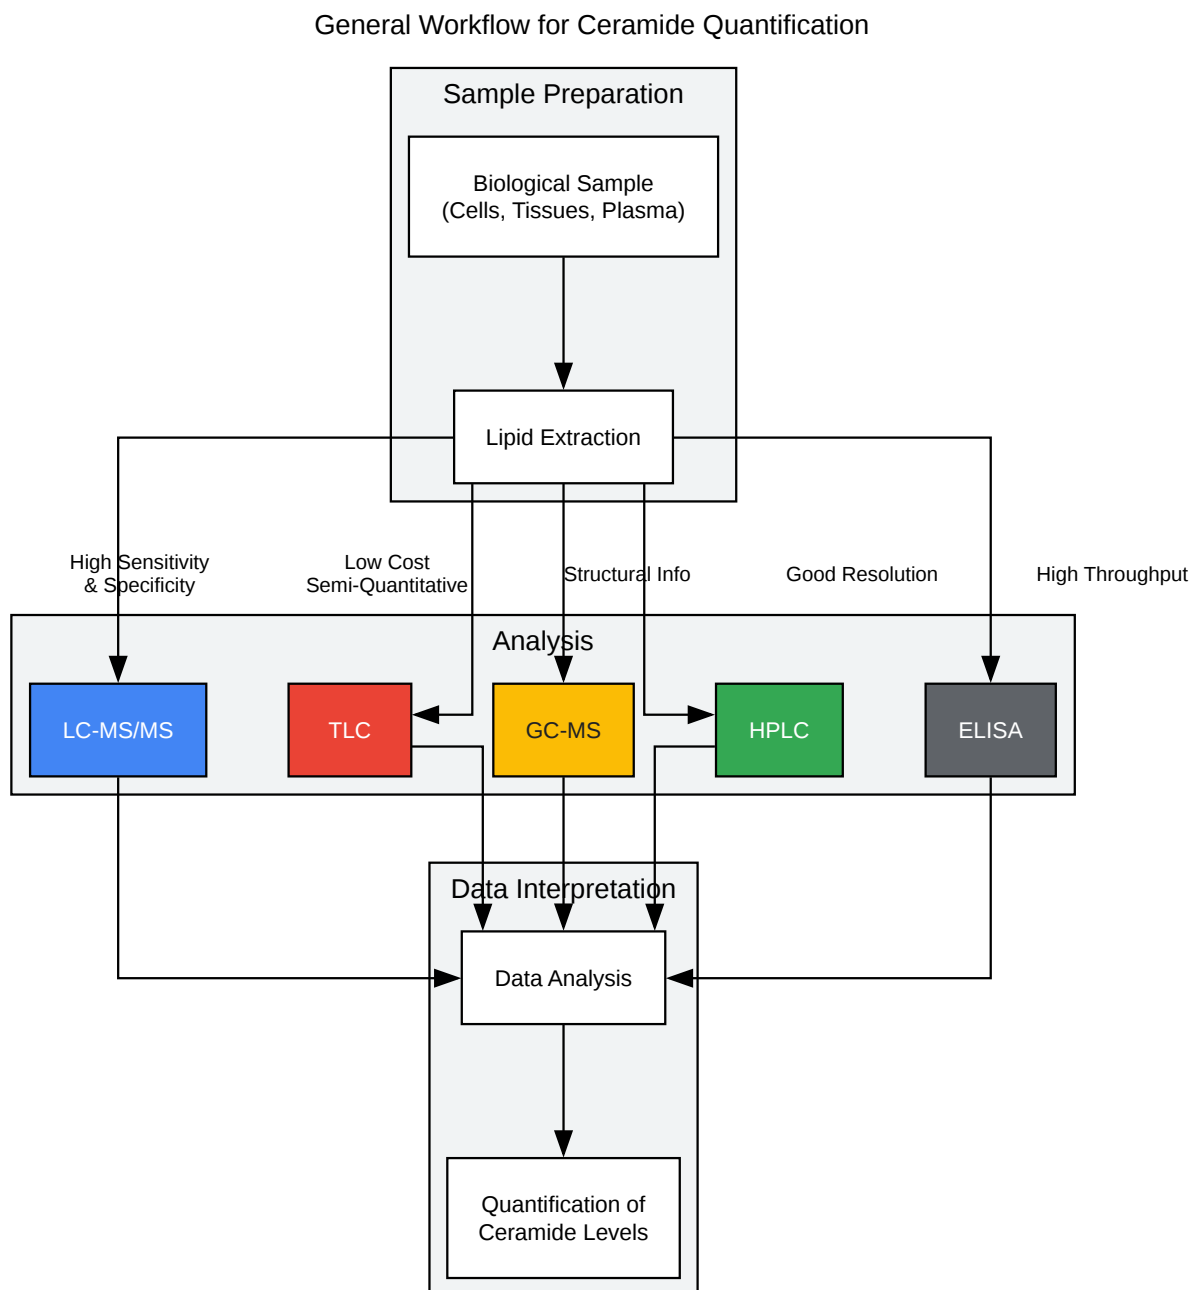 General Workflow for Ceramide Quantification
Sample Preparation
Biological Sample
(Cells, Tissues, Plasma)
Lipid Extraction
High Sensitivity
& Specificity
Low Cost
Semi-Quantitative
Structural Info
Good Resolution
High Throughput
Analysis
LC-MS/MS
TLC
GC-MS
HPLC
ELISA
Data Interpretation
Data Analysis
Quantification of
Ceramide Levels